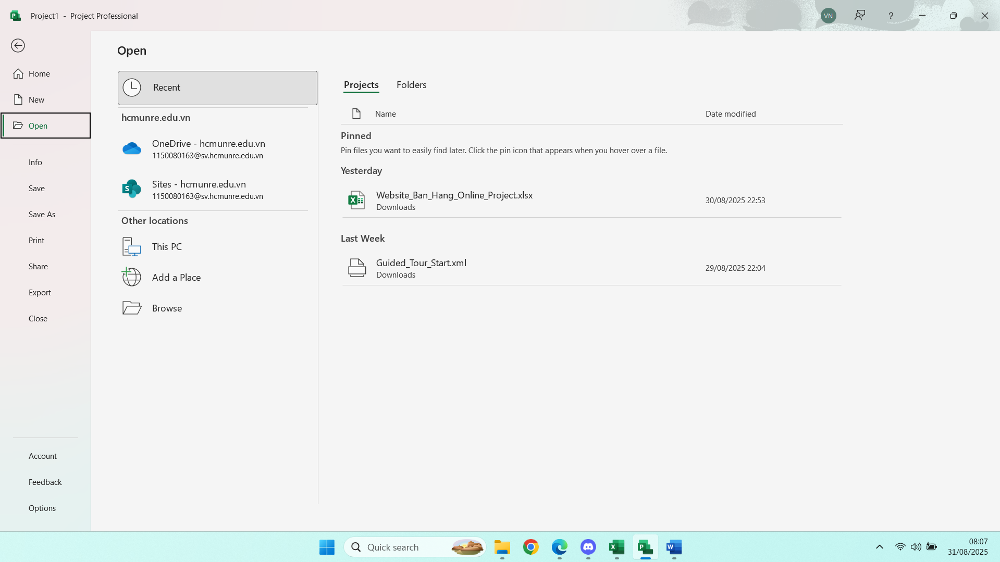 Project1 - Project Professional
VN
?
Open
Home
New
Open
Info
Save
Save As
Print
Share
Export
Close
Account
Feedback
Options
Recent
hcmunre.edu.vn
OneDrive - hcmunre.edu.vn
1150080163@sv.hcmunre.edu.vn
Sites - hcmunre.edu.vn
1150080163@sv.hcmunre.edu.vn
Other locations
This PC
Add a Place
Browse
Projects Folders
Name Date modified
Pinned
Pin files you want to easily find later. Click the pin icon that appears when you hover over a file.
Yesterday
Website_Ban_Hang_Online_Project.xlsx 30/08/2025 22:53
Downloads
Last Week
Guided_Tour_Start.xml 29/08/2025 22:04
Downloads
Quick search
08:07
31/08/2025